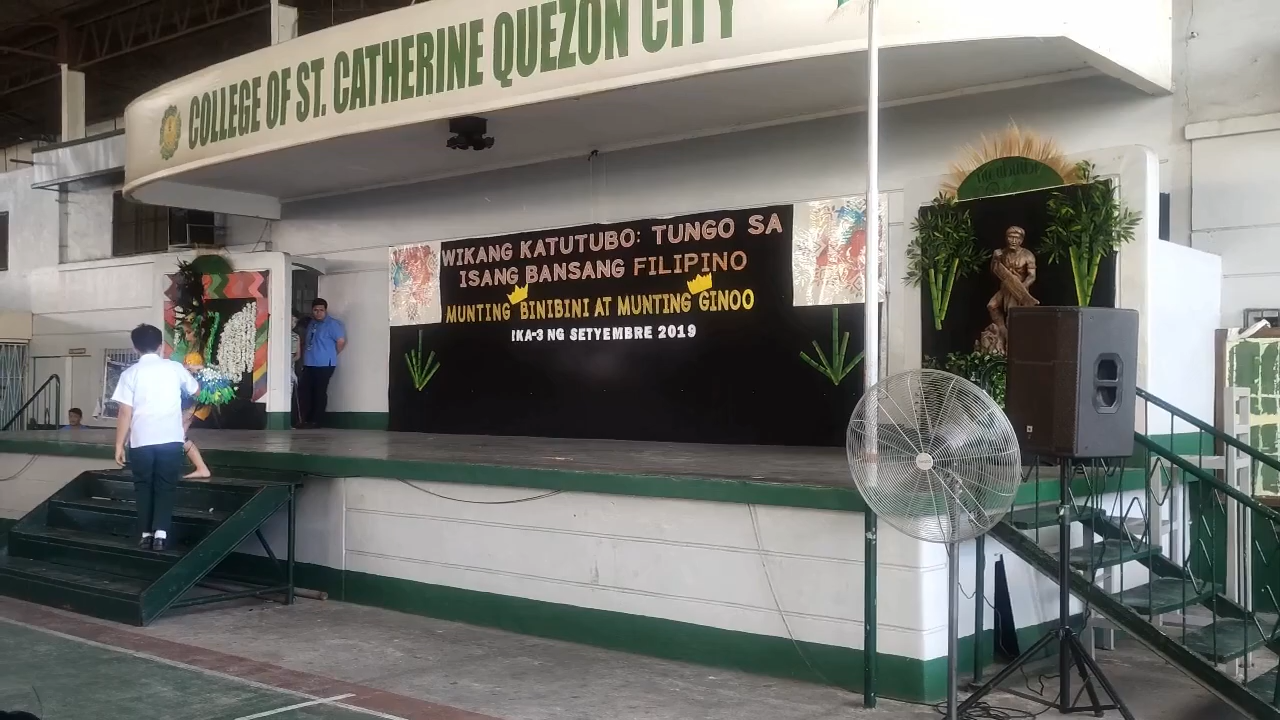 COLLEGE OF ST. CATHERINE QUEZON CITY
WIKANG KATUTUBO: TUNGO SA
ISANG BANSANG FILIPINO
MUNTING BINIBINI AT MUNTING GINOO
IKA-3 NG SETYEMBRE 2019